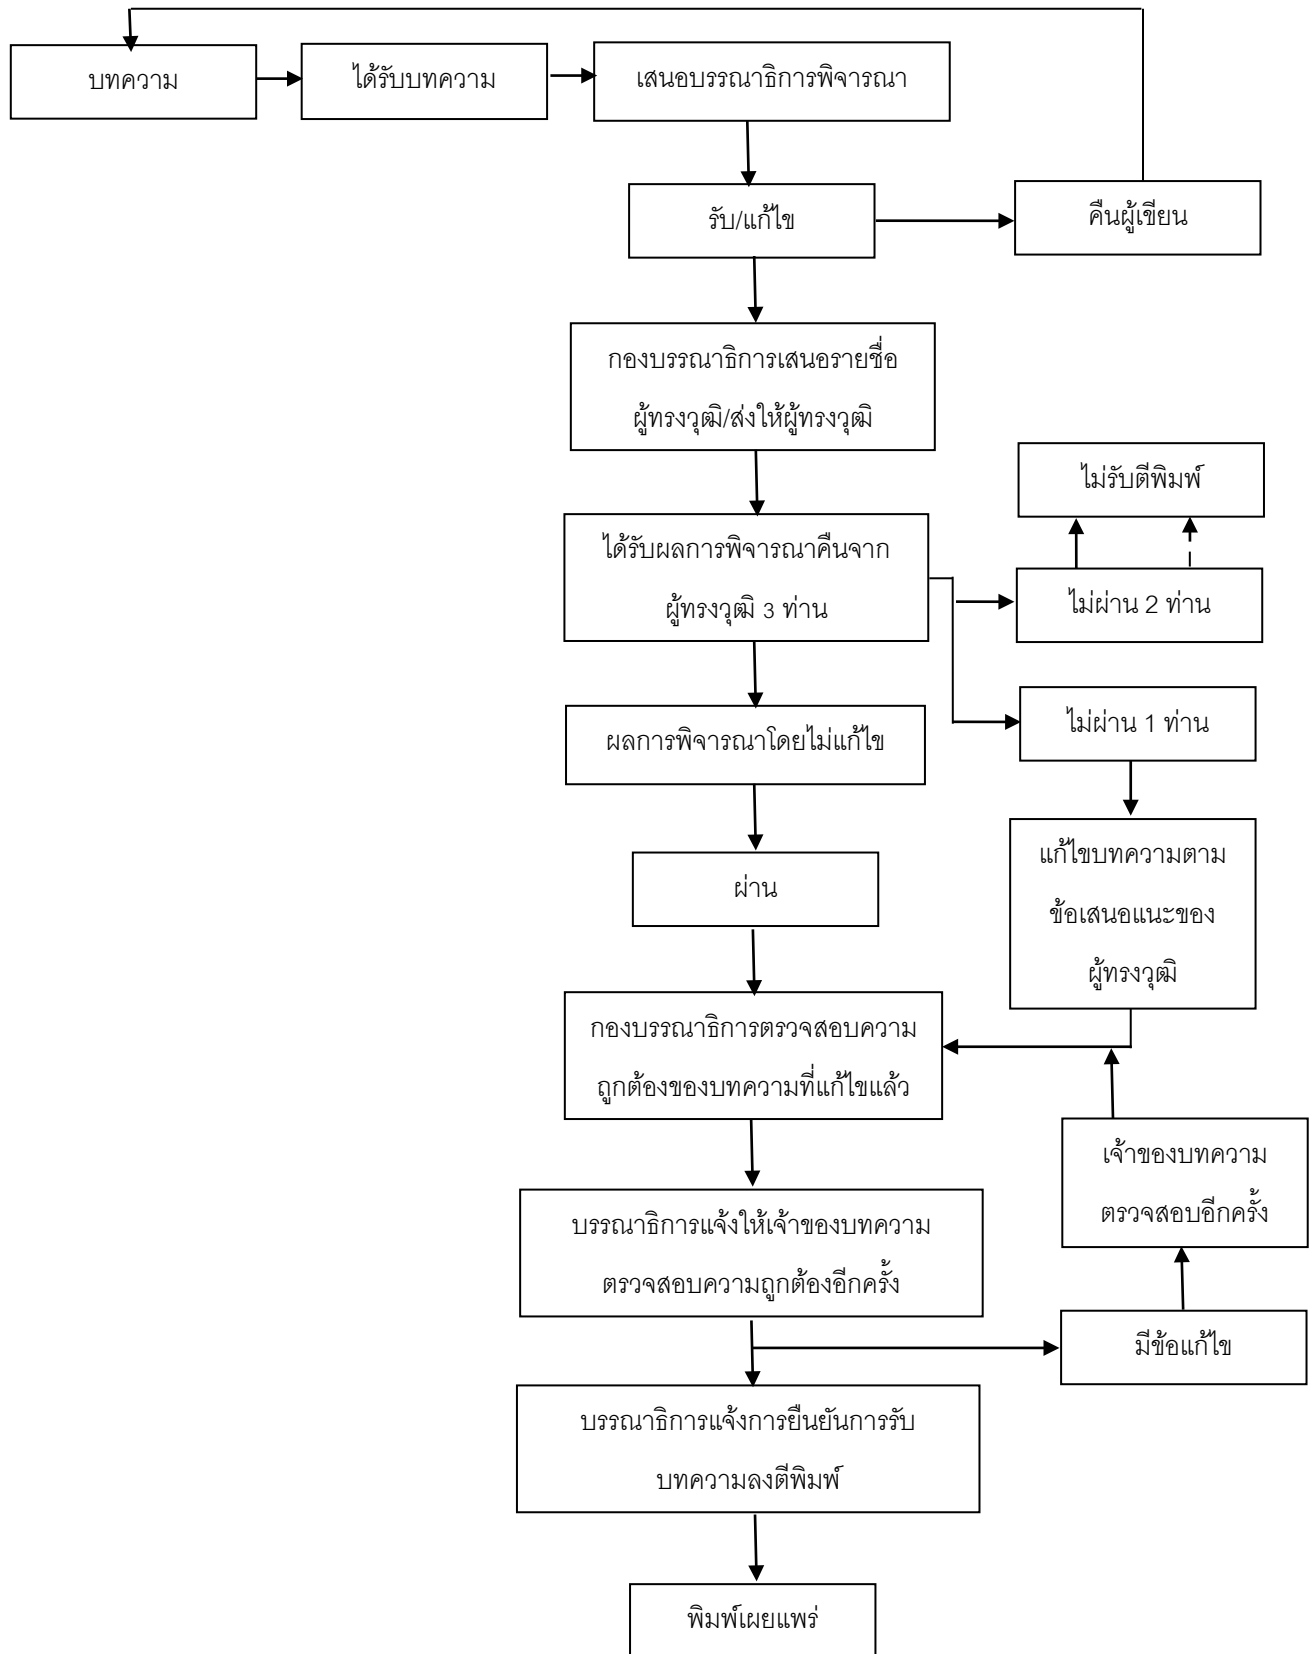 บทความ
ได้รับบทความ
เสนอบรรณาธิการพิจารณา
รับ/แก้ไข
คืนผู้เขียน
กองบรรณาธิการเสนอรายชื่อ
ผู้ทรงวุฒิ/ส่งให้ผู้ทรงวุฒิ
ไม่รับตีพิมพ์
ได้รับผลการพิจารณาคืนจาก
ผู้ทรงวุฒิ 3 ท่าน
ไม่ผ่าน 2 ท่าน
ผลการพิจารณาโดยไม่แก้ไข
ไม่ผ่าน 1 ท่าน
ผ่าน
แก้ไขบทความตาม
ข้อเสนอแนะของ
ผู้ทรงวุฒิ
กองบรรณาธิการตรวจสอบความ
ถูกต้องของบทความที่แก้ไขแล้ว
เจ้าของบทความ
ตรวจสอบอีกครั้ง
บรรณาธิการแจ้งให้เจ้าของบทความ
ตรวจสอบความถูกต้องอีกครั้ง
มีข้อแก้ไข
บรรณาธิการแจ้งการยืนยันการรับ
บทความลงตีพิมพ์
พิมพ์เผยแพร่